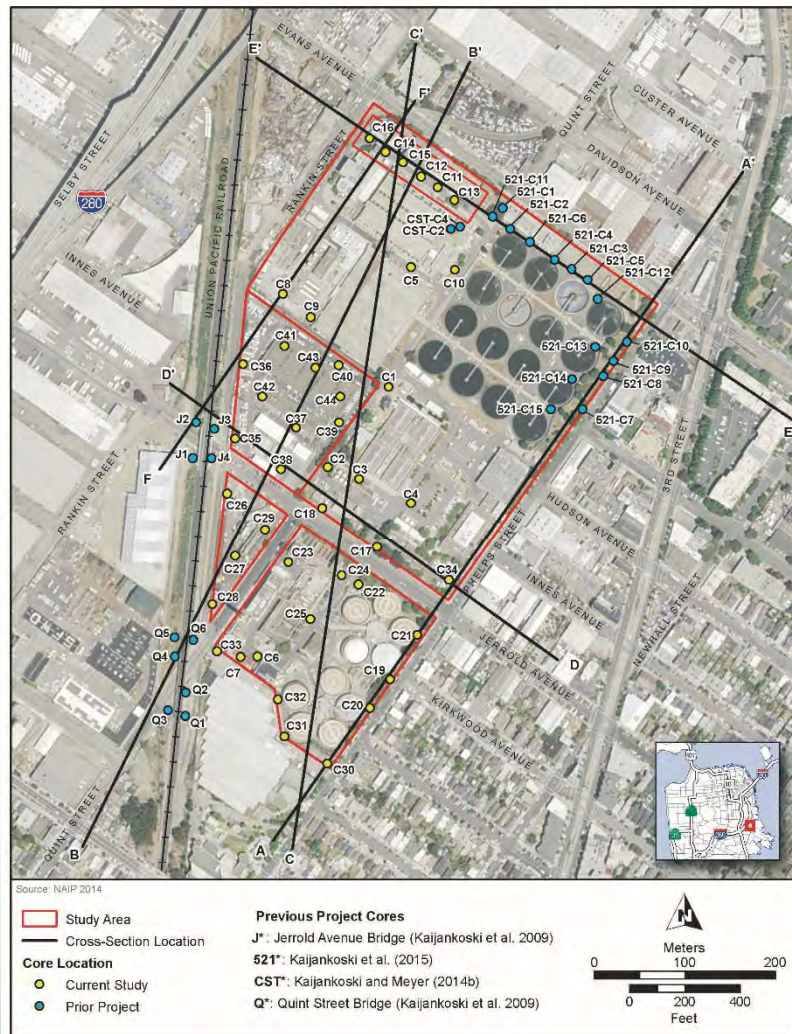 C'
B'
E'
EVANS AVENUE
F'
QUINT STREET
CUSTER AVENUE
C16
C14
C15
C12
C11
C13
RANKIN STREET
DAVIDSON AVENUE
A'
SELBY STREET
280
521-C11
521-C1
521-C2
521-C6
521-C4
521-C3
521-C5
521-C12
CST-C4
CST-C2
UNION PACIFIC RAILROAD
INNES AVENUE
C5
C10
C8
C9
C41
C43
C36
C40
C1
C42
C44
521-C13
521-C10
521-C9
521-C8
521-C14
521-C15
521-C7
D'
J2
J3
C35
C37
C39
3RD STREET
E
J1
J4
F
C38
C2
C3
C4
RANKIN STREET
C26
C18
HUDSON AVENUE
C29
C17
PHELPS STREET
C27
C23
C24
C22
C34
INNES AVENUE
NEWHALL STREET
C28
C25
Q5
Q6
Q4
C33
C7
C6
C21
JERROLD AVENUE
D
Q2
C32
C19
Q3
Q1
C20
KIRKWOOD AVENUE
C31
C30
QUINT STREET
B
A
C
101
80
35
280
Source: NAIP 2014
Study Area
Cross-Section Location
Core Location
Current Study
Prior Project
Previous Project Cores
J*: Jerrold Avenue Bridge (Kaijankoski et al. 2009)
521*: Kaijankoski et al. (2015)
CST*: Kaijankoski and Meyer (2014b)
Q*: Quint Street Bridge (Kaijankoski et al. 2009)
N
Meters
0 100 200
0 200 400
Feet